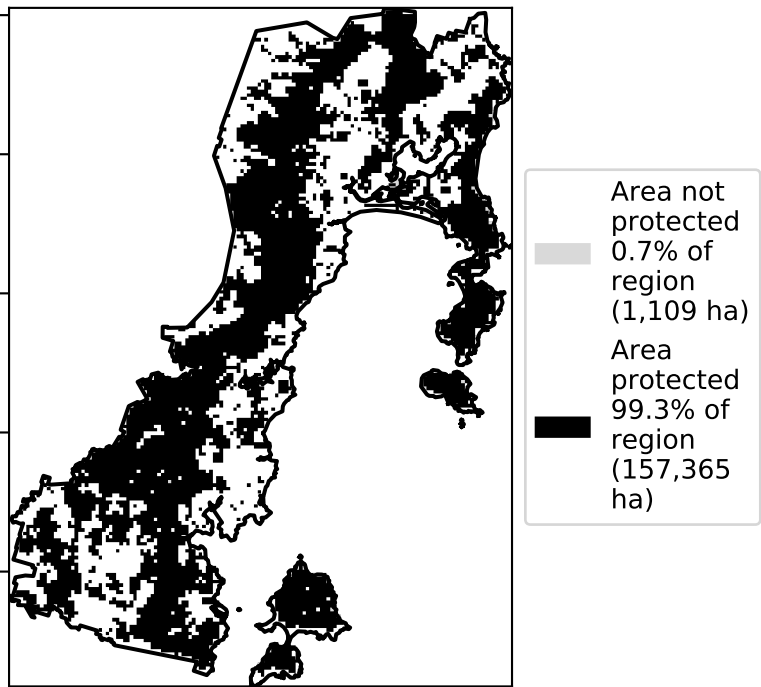 Area not
protected
0.7% of
region
(1,109 ha)
Area
protected
99.3% of
region
(157,365
ha)